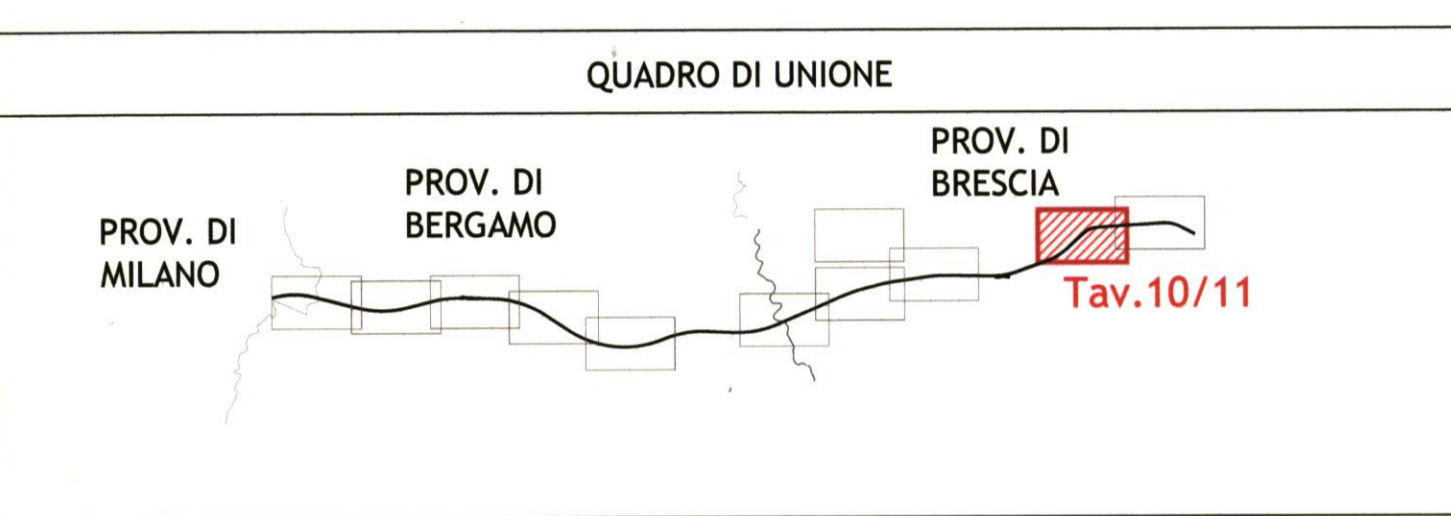 QUADRO DI UNIONE
PROV. DI
MILANO
PROV. DI
BERGAMO
PROV. DI
BRESCIA
Tav.10/11